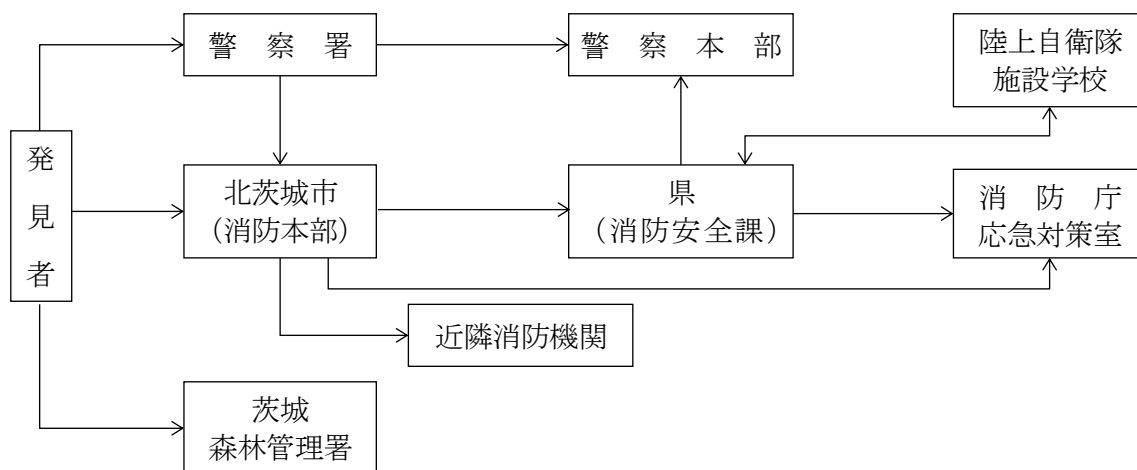 警察署
警察本部
陸上自衛隊
施設学校
発見者
北茨城市
（消防本部）
県
（消防安全課）
消防庁
応急対策室
近隣消防機関
茨城
森林管理署